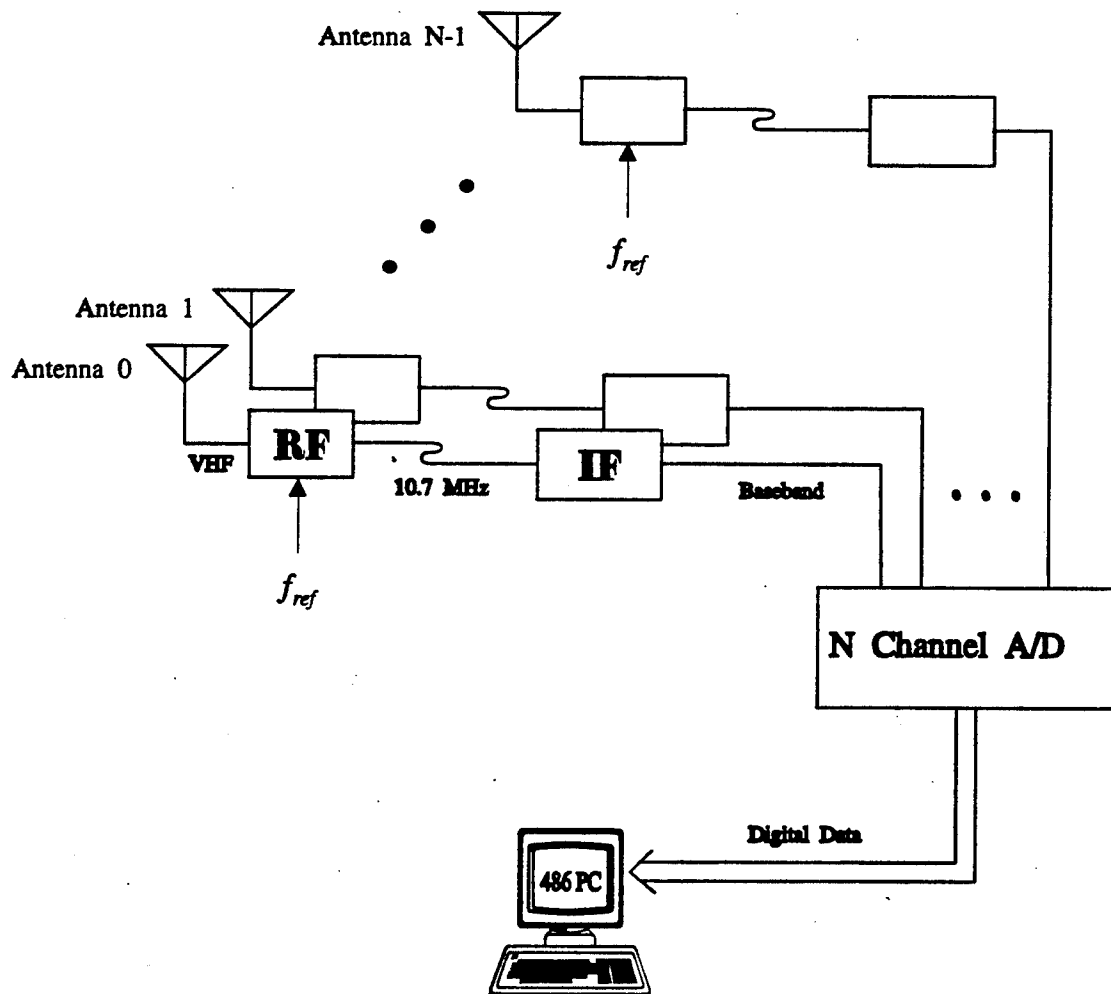 Antenna N-1
f_ref
Antenna 1
Antenna 0
RF
VHF
10.7 MHz
IF
Baseband
f_ref
N Channel A/D
Digital Data
486 PC